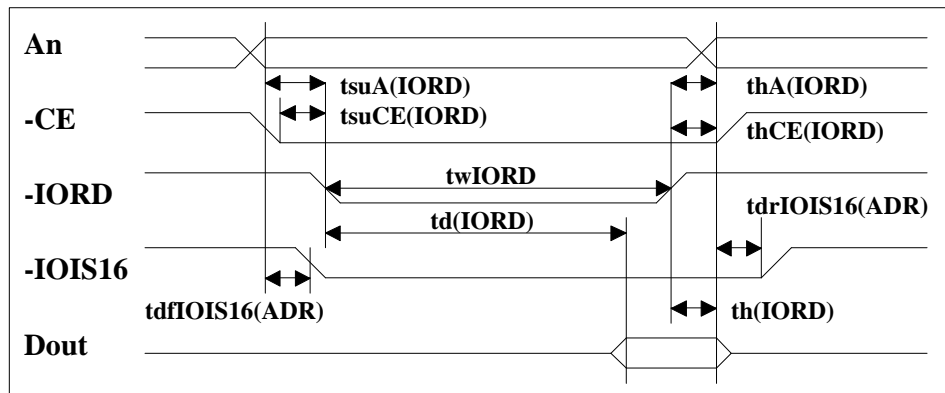 An
tsuA(IORD)
thA(IORD)
-CE
tsuCE(IORD)
thCE(IORD)
-IORD
twIORD
td(IORD)
tdrIOIS16(ADR)
-IOIS16
tdfIOIS16(ADR)
th(IORD)
Dout